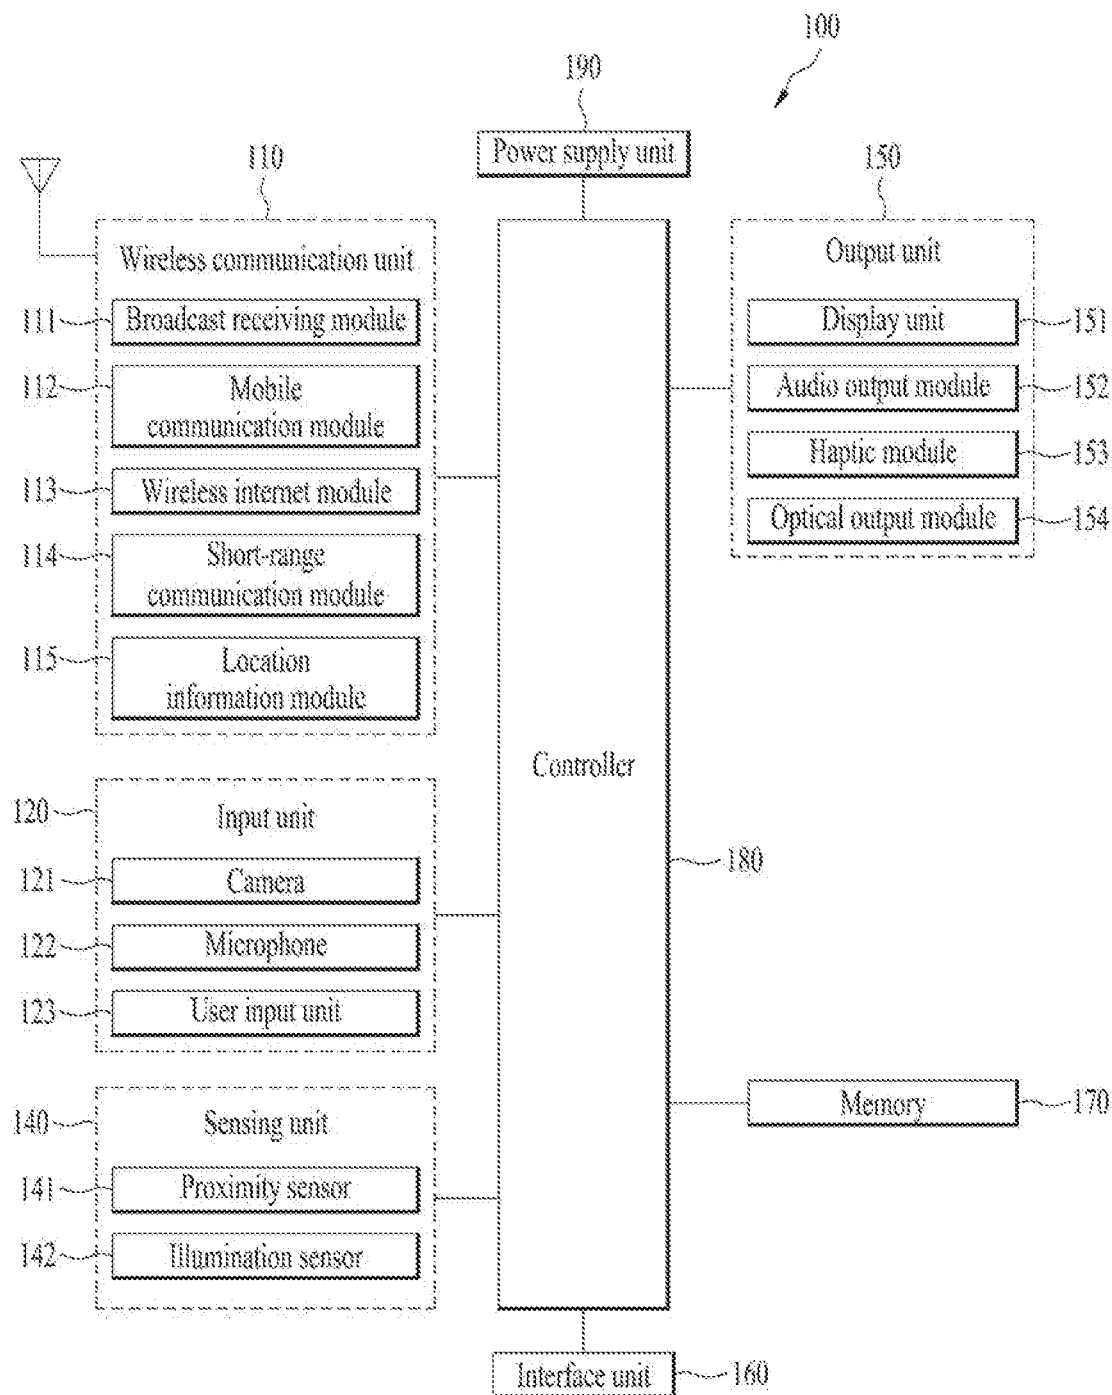 100
190
Power supply unit
110
Wireless communication unit
111 Broadcast receiving module
112 Mobile
communication module
113 Wireless internet module
114 Short-range
communication module
115 Location
information module
120 Input unit
121 Camera
122 Microphone
123 User input unit
140 Sensing unit
141 Proximity sensor
142 Illumination sensor
Controller
180
150
Output unit
Display unit 151
Audio output module 152
Haptic module 153
Optical output module 154
Memory 170
Interface unit 160